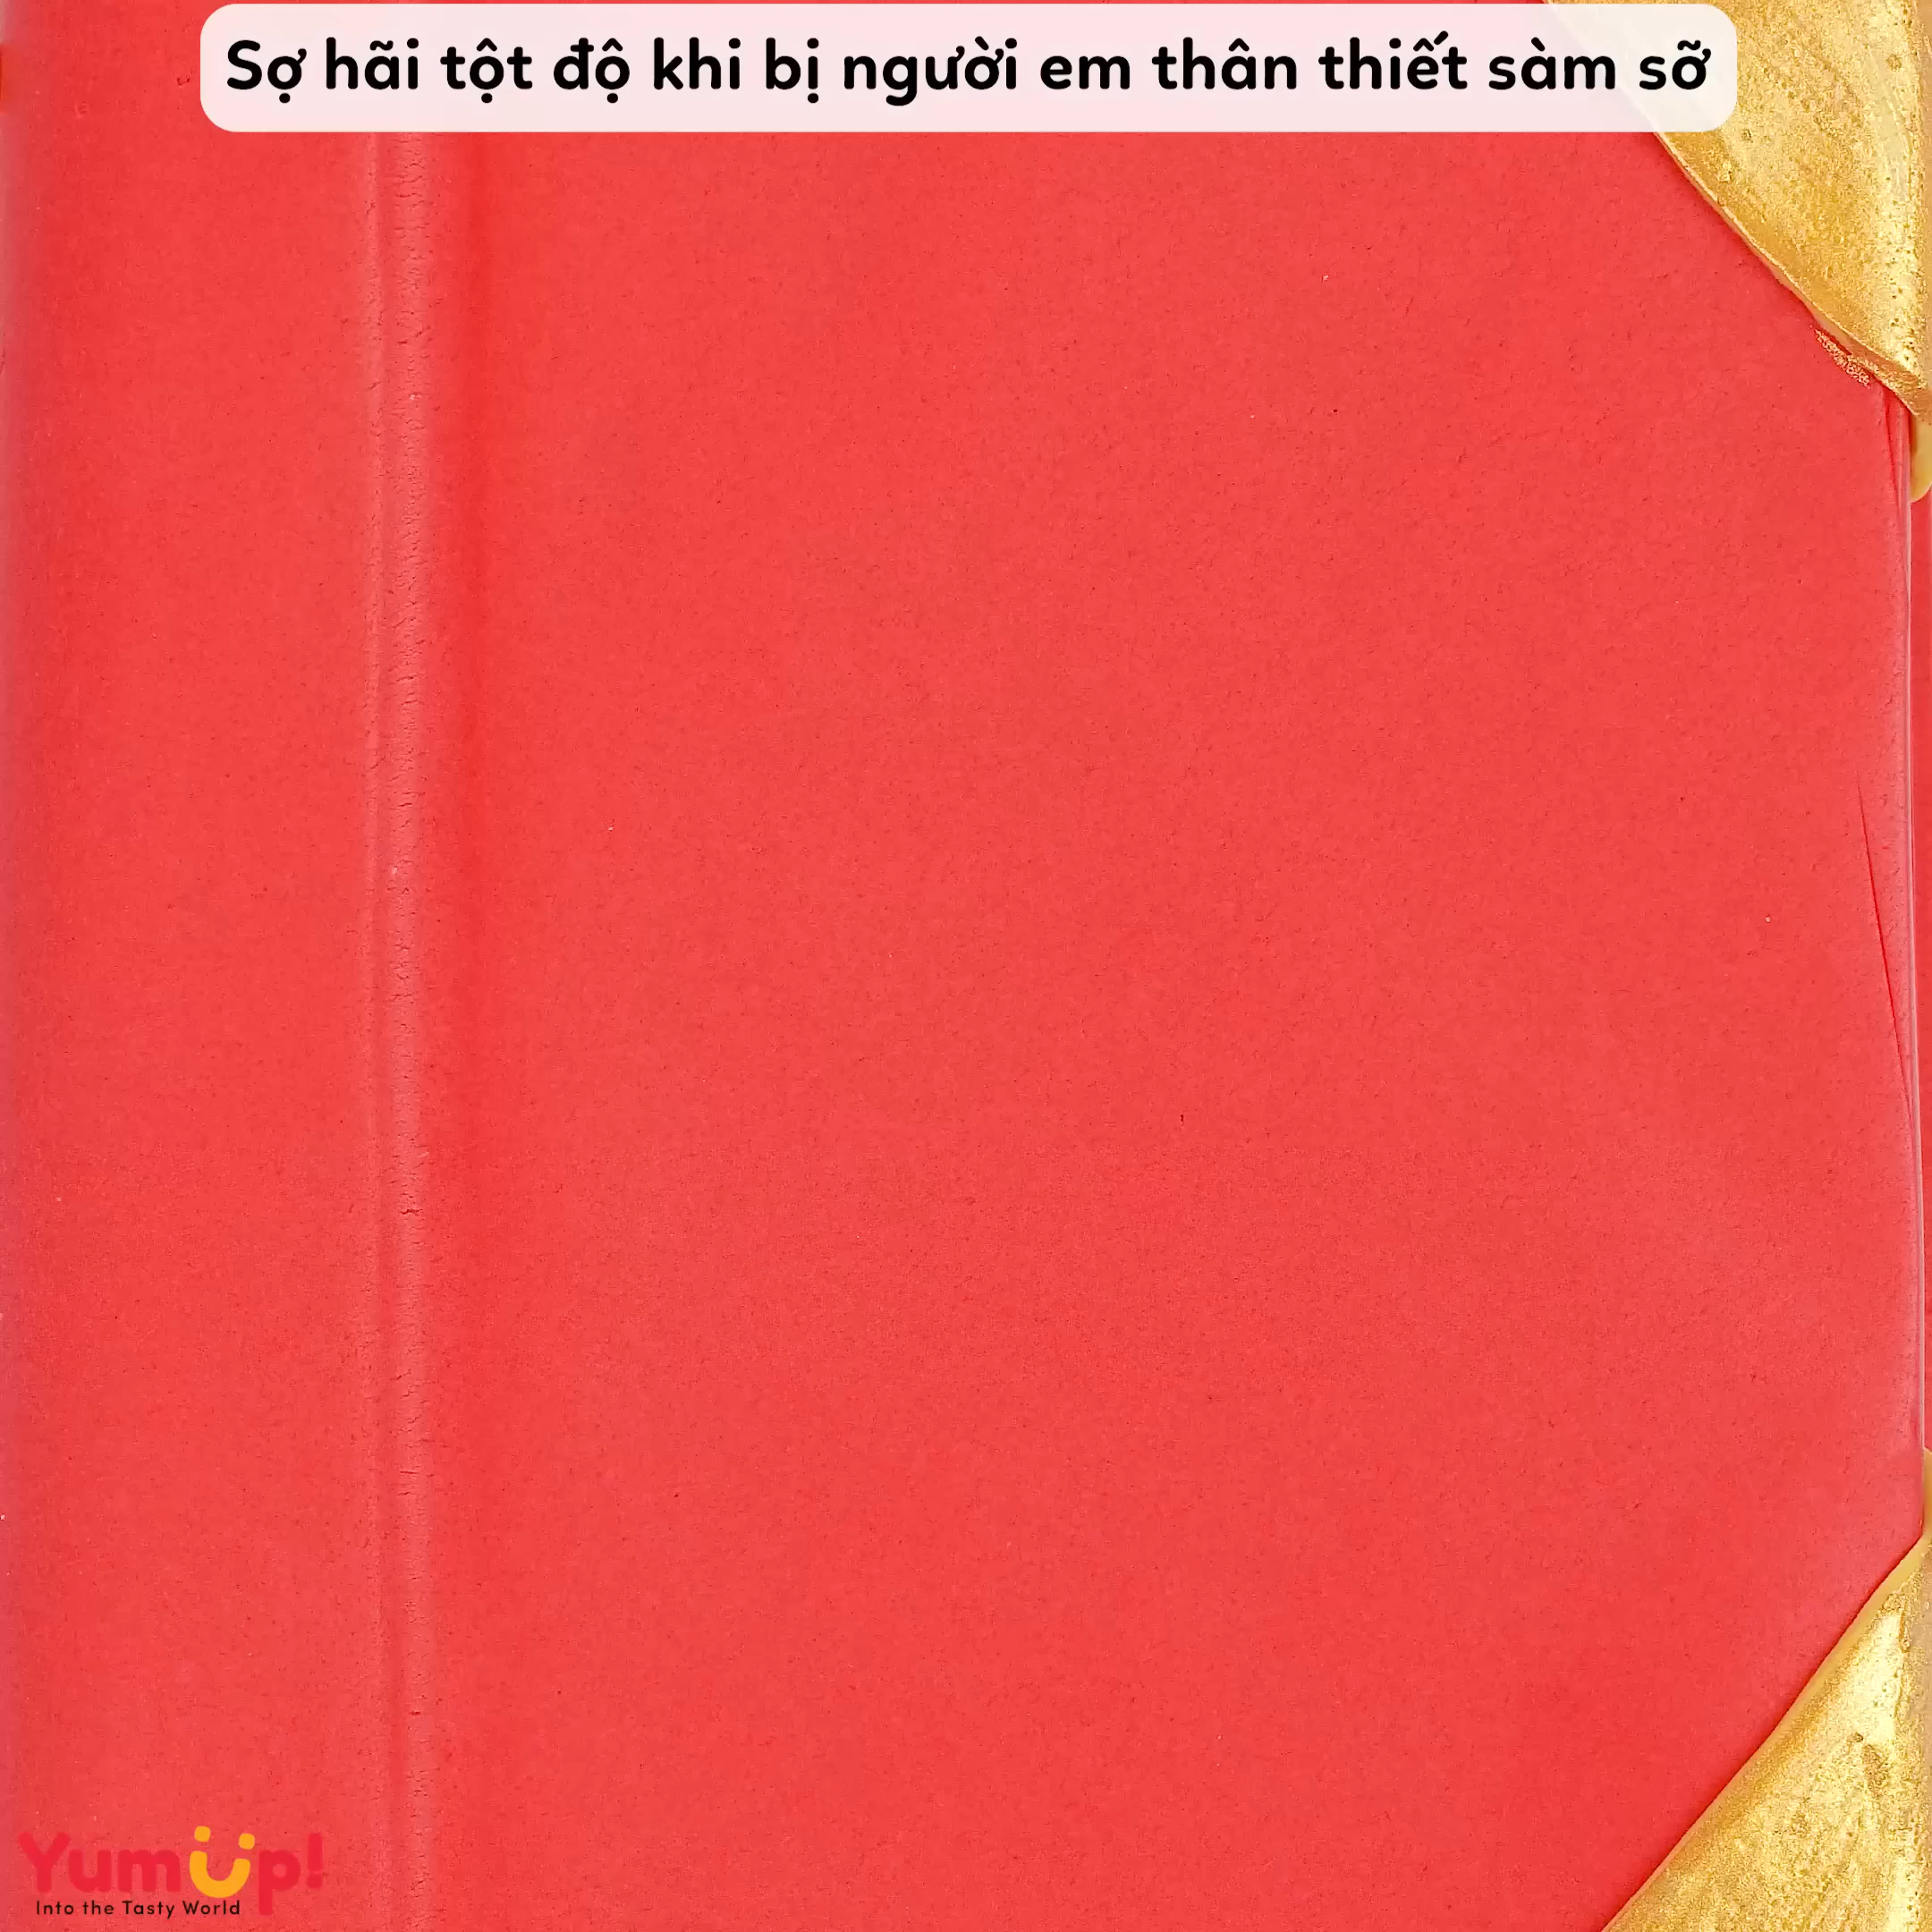 Sợ hãi tột độ khi bị người em thân thiết sàm sỡ
YumUp!
Into the Tasty World